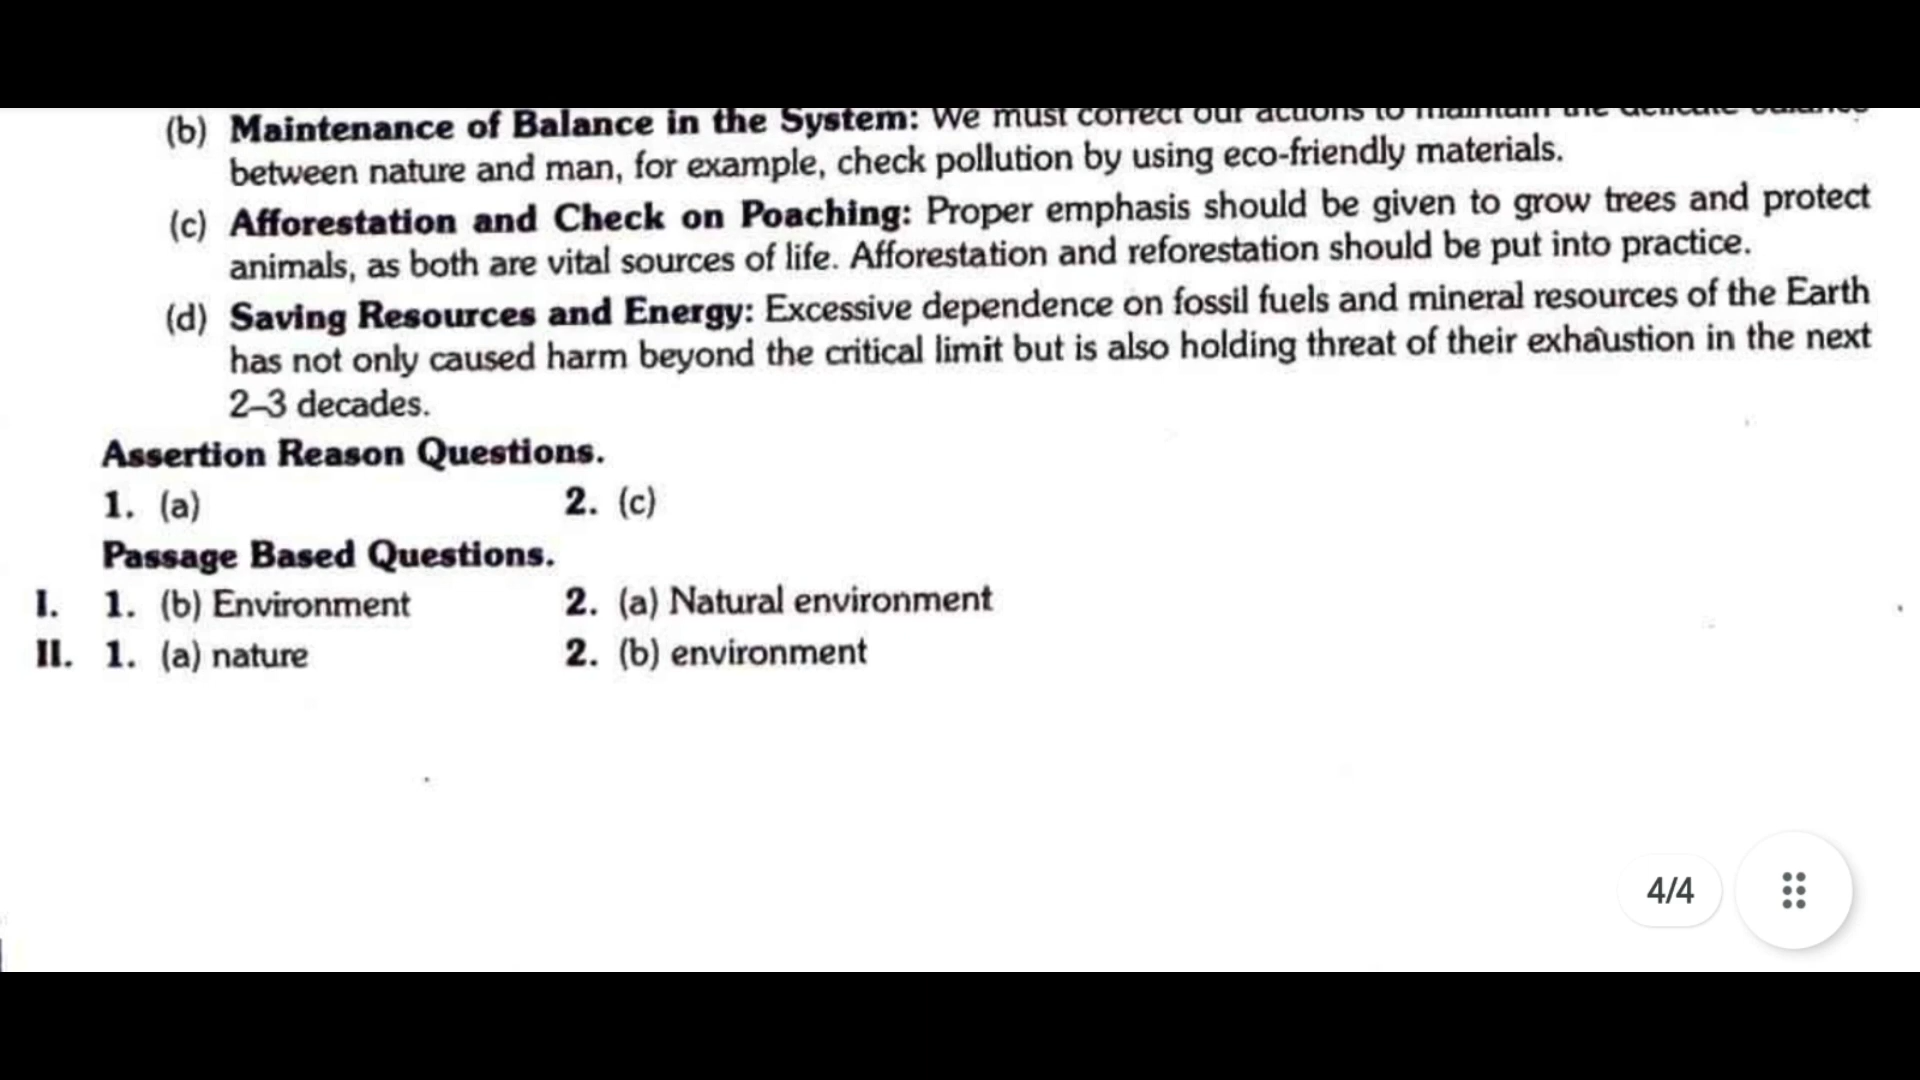 (b) Maintenance of Balance in the System: We must correct our actions to maintain the delicate balance
between nature and man, for example, check pollution by using eco-friendly materials.
(c) Afforestation and Check on Poaching: Proper emphasis should be given to grow trees and protect
animals, as both are vital sources of life. Afforestation and reforestation should be put into practice.
(d) Saving Resources and Energy: Excessive dependence on fossil fuels and mineral resources of the Earth
has not only caused harm beyond the critical limit but is also holding threat of their exhaustion in the next
2–3 decades.
Assertion Reason Questions.
1. (a) 2. (c)
Passage Based Questions.
I. 1. (b) Environment 2. (a) Natural environment
II. 1. (a) nature 2. (b) environment
4/4